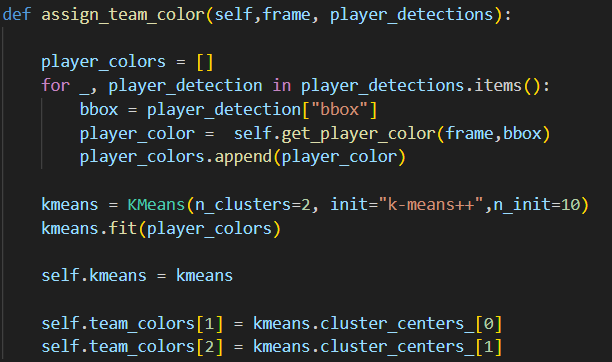 def assign_team_color(self,frame, player_detections):
    player_colors = []
    for _, player_detection in player_detections.items():
        bbox = player_detection["bbox"]
        player_color =  self.get_player_color(frame,bbox)
        player_colors.append(player_color)
    kmeans = KMeans(n_clusters=2, init="k-means++",n_init=10)
    kmeans.fit(player_colors)
    self.kmeans = kmeans
    self.team_colors[1] = kmeans.cluster_centers_[0]
    self.team_colors[2] = kmeans.cluster_centers_[1]